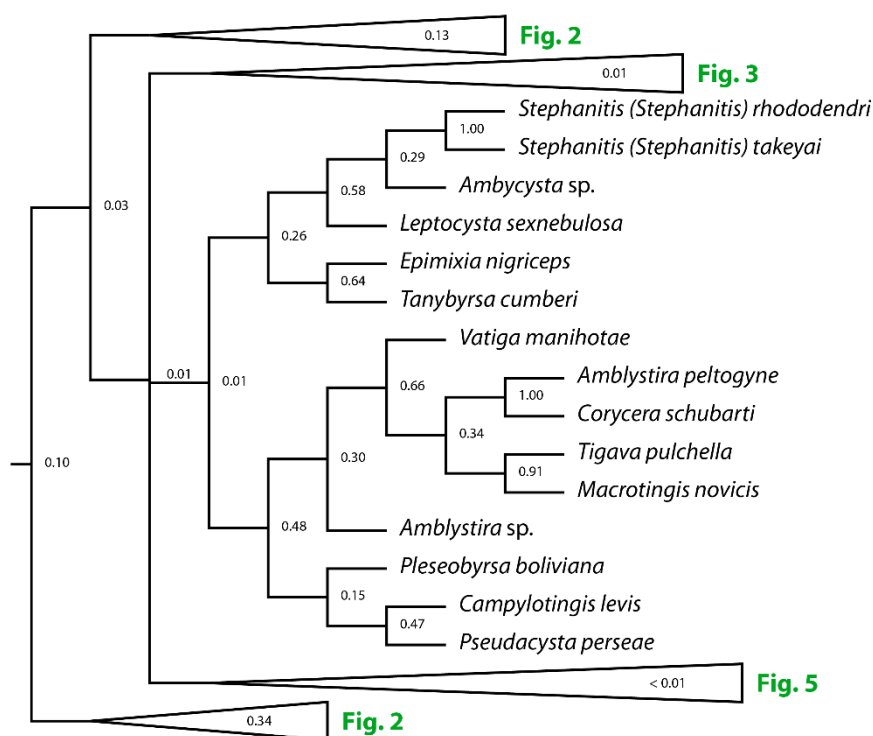 0.13 Fig. 2
0.01 Fig. 3
Stephanitis (Stephanitis) rhododendri
1.00
Stephanitis (Stephanitis) takeyai
0.29
Ambycysta sp.
0.58
0.03
Leptocysta sexnebulosa
0.26
Epimixia nigriceps
0.64
Tanybyrsa cumberi
Vatiga manihotae
0.01 0.01
0.66
Amblystira peltogyne
1.00
Corycera schubarti
0.34
Tigava pulchella
0.10
0.30
0.91
Macrotingis novicis
0.48
Amblystira sp.
Pleseobyrsa boliviana
0.15
Campylotingis levis
0.47
Pseudacysta perseae
< 0.01 Fig. 5
0.34 Fig. 2